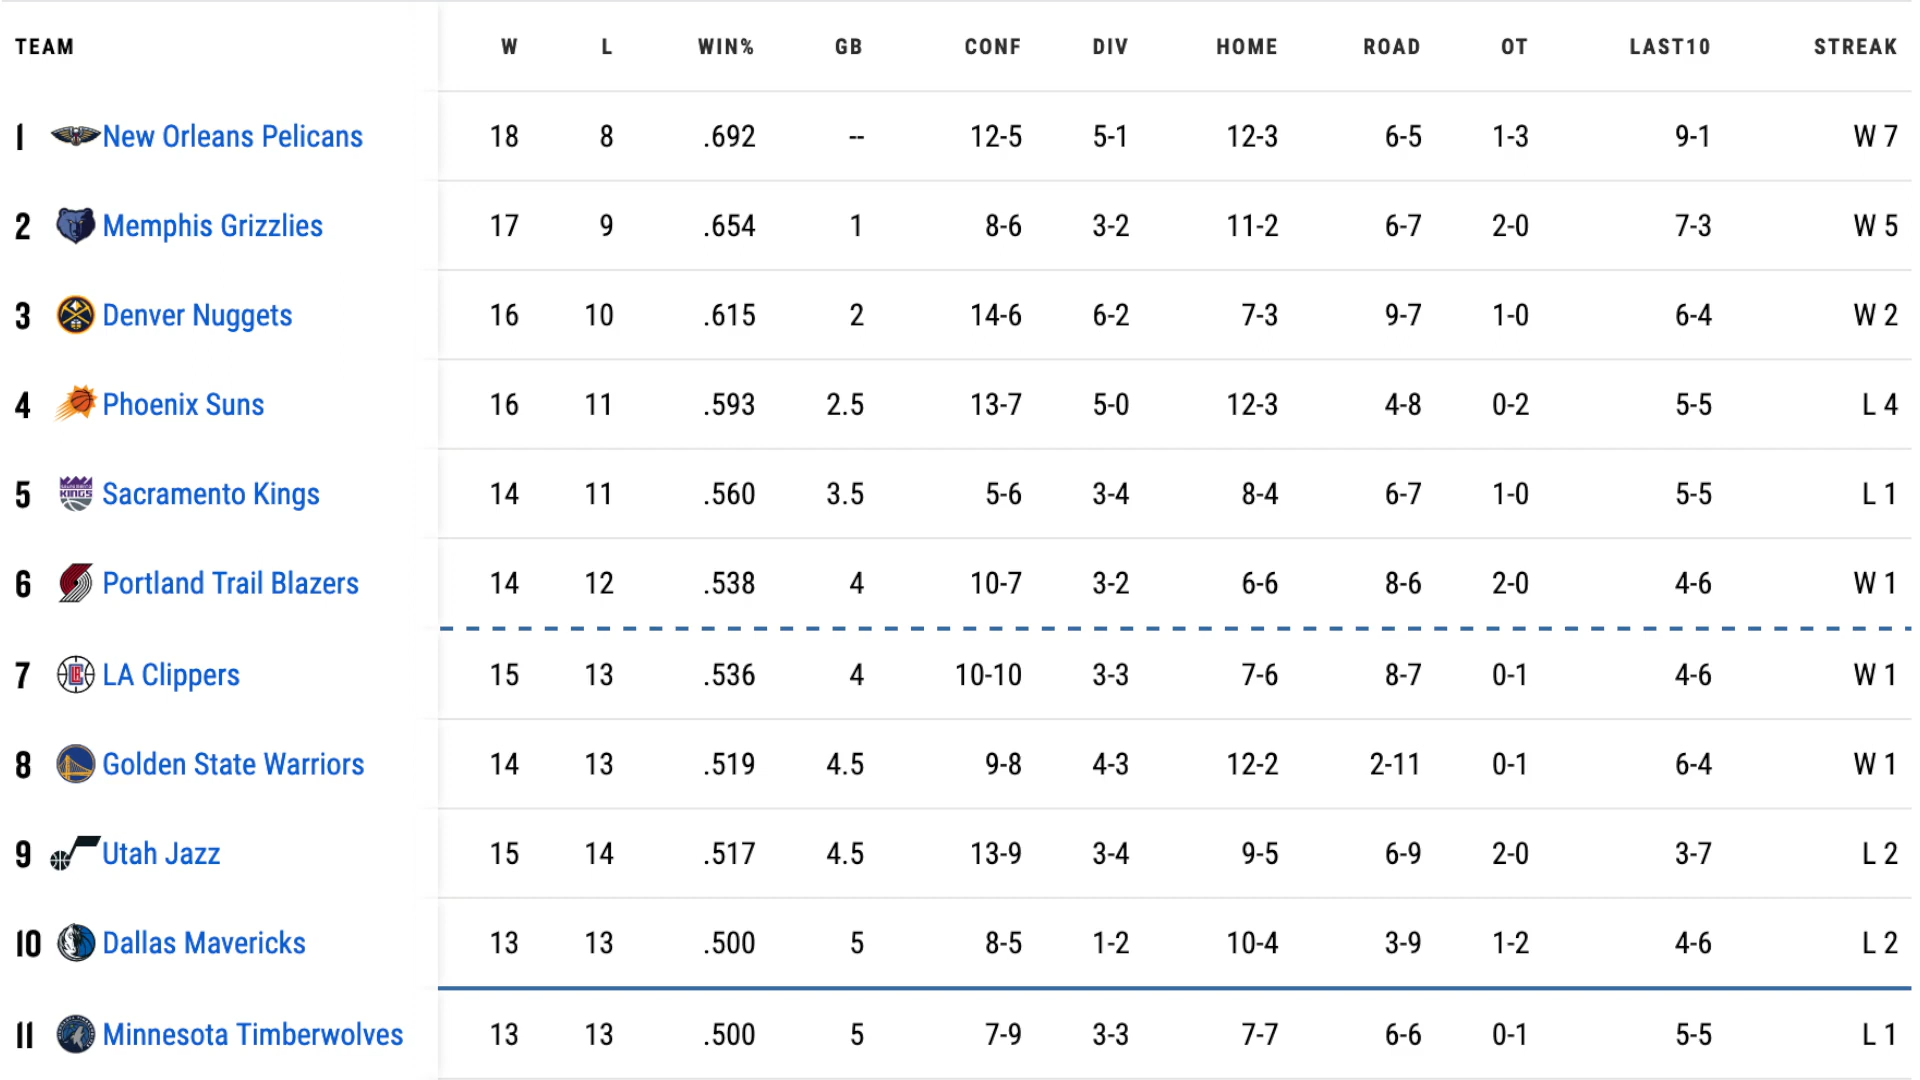 TEAM W L WIN% GB CONF DIV HOME ROAD OT LAST10 STREAK
1 New Orleans Pelicans 18 8 .692 -- 12-5 5-1 12-3 6-5 1-3 9-1 W 7
2 Memphis Grizzlies 17 9 .654 1 8-6 3-2 11-2 6-7 2-0 7-3 W 5
3 Denver Nuggets 16 10 .615 2 14-6 6-2 7-3 9-7 1-0 6-4 W 2
4 Phoenix Suns 16 11 .593 2.5 13-7 5-0 12-3 4-8 0-2 5-5 L 4
5 KINGS Sacramento Kings 14 11 .560 3.5 5-6 3-4 8-4 6-7 1-0 5-5 L 1
6 Portland Trail Blazers 14 12 .538 4 10-7 3-2 6-6 8-6 2-0 4-6 W 1
7 LA Clippers 15 13 .536 4 10-10 3-3 7-6 8-7 0-1 4-6 W 1
8 Golden State Warriors 14 13 .519 4.5 9-8 4-3 12-2 2-11 0-1 6-4 W 1
9 Utah Jazz 15 14 .517 4.5 13-9 3-4 9-5 6-9 2-0 3-7 L 2
10 Dallas Mavericks 13 13 .500 5 8-5 1-2 10-4 3-9 1-2 4-6 L 2
11 Minnesota Timberwolves 13 13 .500 5 7-9 3-3 7-7 6-6 0-1 5-5 L 1